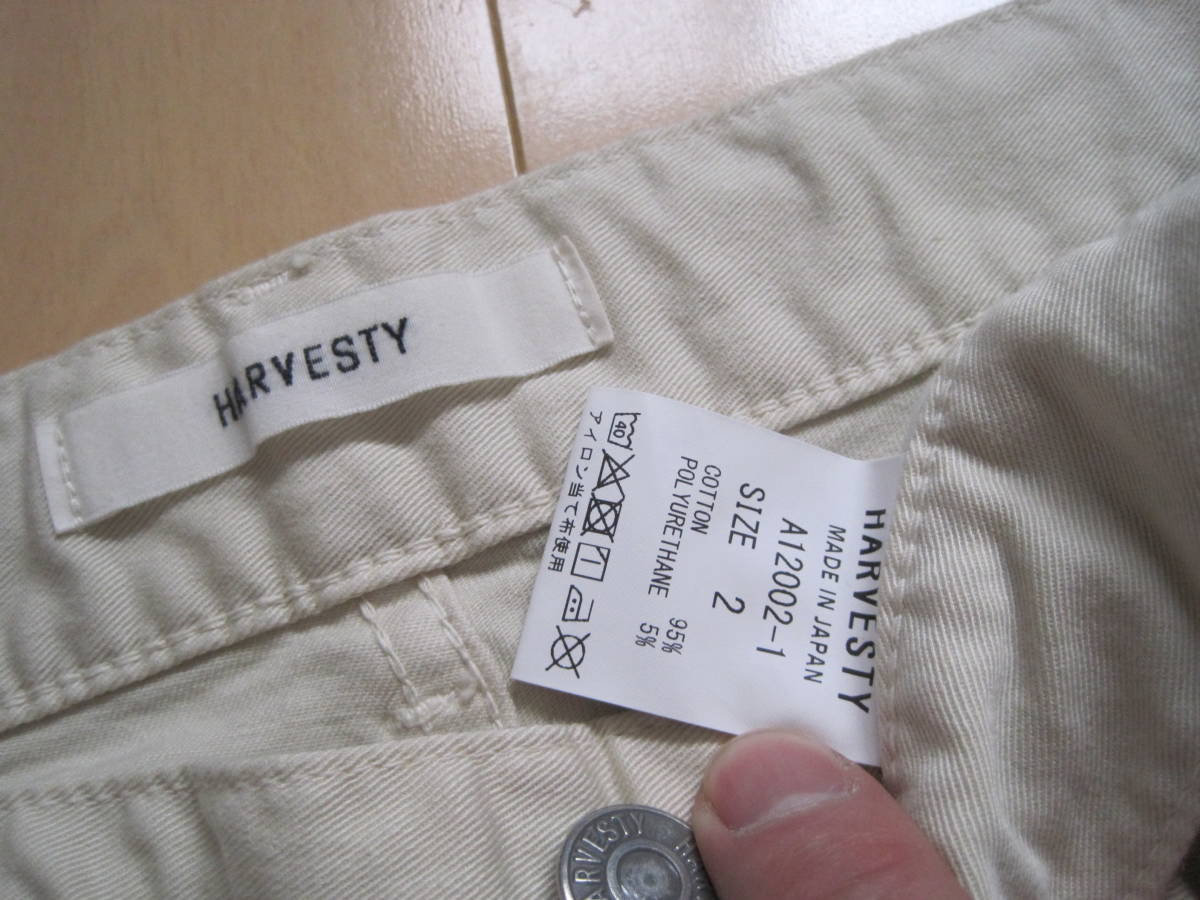 HARVESTY
HARVESTY
MADE IN JAPAN
A12002-1
SIZE 2
COTTON 95%
POLYURETHANE 5%
40
アイロン当て布使用
HARVESTY